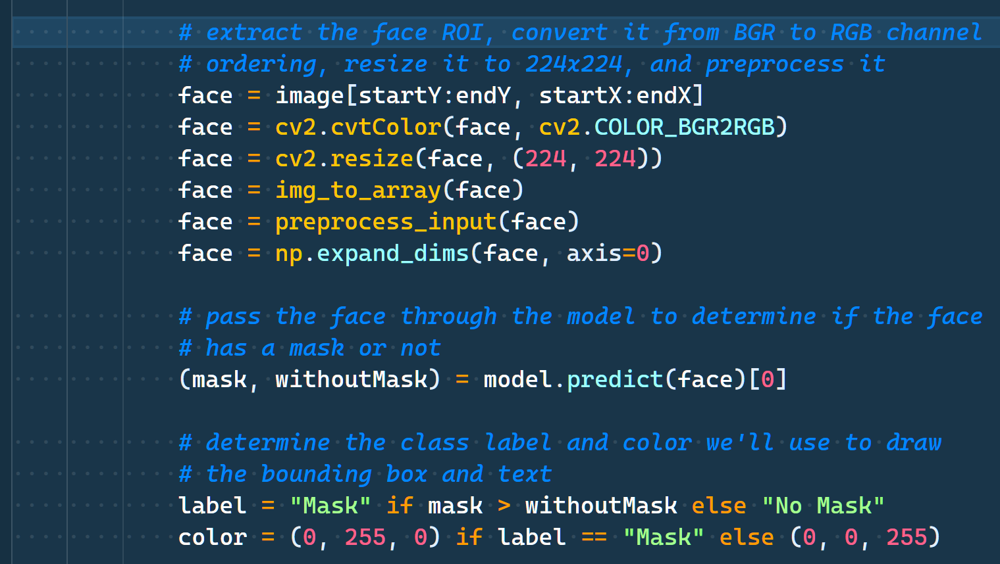 # extract the face ROI, convert it from BGR to RGB channel
# ordering, resize it to 224x224, and preprocess it
face = image[startY:endY, startX:endX]
face = cv2.cvtColor(face, cv2.COLOR_BGR2RGB)
face = cv2.resize(face, (224, 224))
face = img_to_array(face)
face = preprocess_input(face)
face = np.expand_dims(face, axis=0)
# pass the face through the model to determine if the face
# has a mask or not
(mask, withoutMask) = model.predict(face)[0]
# determine the class label and color we'll use to draw
# the bounding box and text
label = "Mask" if mask > withoutMask else "No Mask"
color = (0, 255, 0) if label == "Mask" else (0, 0, 255)